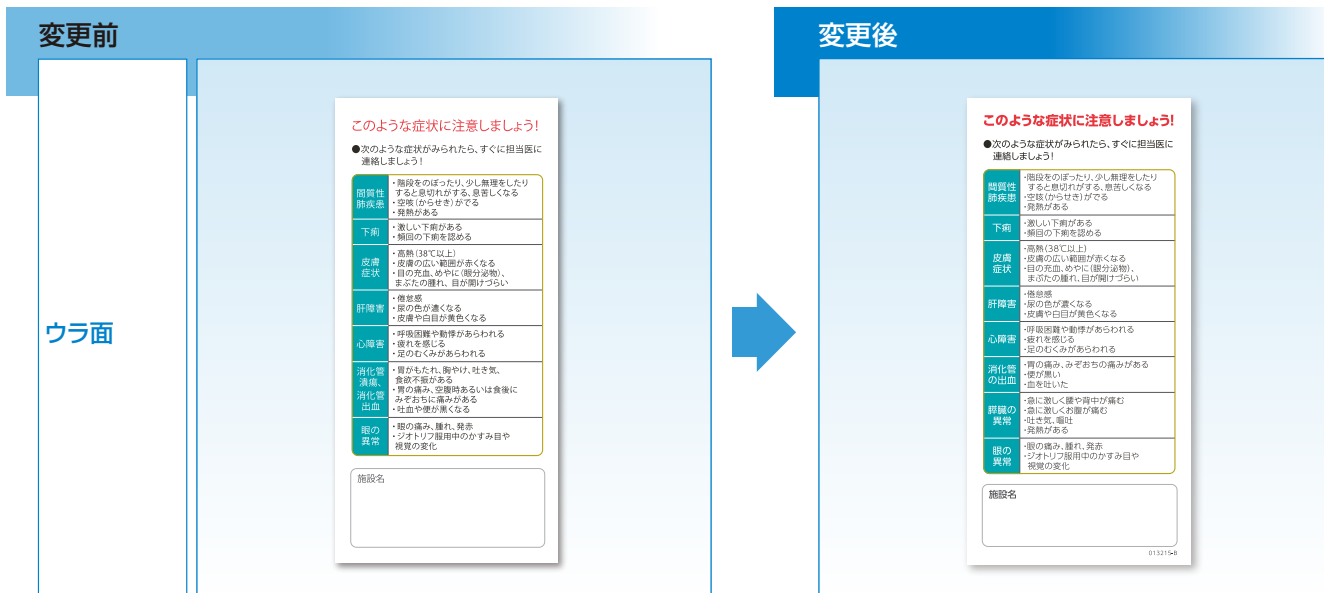 変更前
ウラ面
このような症状に注意しましょう!
●次のような症状がみられたら、すぐに担当医に
連絡しましょう!
間質性
肺疾患
・階段をのぼったり、少し無理をしたり
すると息切れがする、息苦しくなる
・空咳(からせき)がでる
・発熱がある
下痢
・激しい下痢がある
・頻回の下痢を認める
皮膚
症状
・高熱(38℃以上)
・皮膚の広い範囲が赤くなる
・目の充血、めやに(眼分泌物)、
まぶたの腫れ、目が開けづらい
肝障害
・倦怠感
・尿の色が濃くなる
・皮膚や白目が黄色くなる
心障害
・呼吸困難や動悸があらわれる
・疲れを感じる
・足のむくみがあらわれる
消化管
潰瘍、
消化管
出血
・胃がもたれ、胸やけ、吐き気、
食欲不振がある
・胃の痛み、空腹時あるいは食後に
みぞおちに痛みがある
・吐血や便が黒くなる
眼の
異常
・眼の痛み、腫れ、発赤
・ジオトリフ服用中のかすみ目や
視覚の変化
施設名
変更後
このような症状に注意しましょう!
●次のような症状がみられたら、すぐに担当医に
連絡しましょう!
間質性
肺疾患
・階段をのぼったり、少し無理をしたり
すると息切れがする、息苦しくなる
・空咳(からせき)がでる
・発熱がある
下痢
・激しい下痢がある
・頻回の下痢を認める
皮膚
症状
・高熱(38℃以上)
・皮膚の広い範囲が赤くなる
・目の充血、めやに(眼分泌物)、
まぶたの腫れ、目が開けづらい
肝障害
・倦怠感
・尿の色が濃くなる
・皮膚や白目が黄色くなる
心障害
・呼吸困難や動悸があらわれる
・疲れを感じる
・足のむくみがあらわれる
消化管
の出血
・胃の痛み、みぞおちの痛みがある
・便が黒い
・血を吐いた
膵臓の
異常
・急に激しく腰や背中が痛む
・急に激しくお腹が痛む
・吐き気、嘔吐
・発熱がある
眼の
異常
・眼の痛み、腫れ、発赤
・ジオトリフ服用中のかすみ目や
視覚の変化
施設名
013215-B